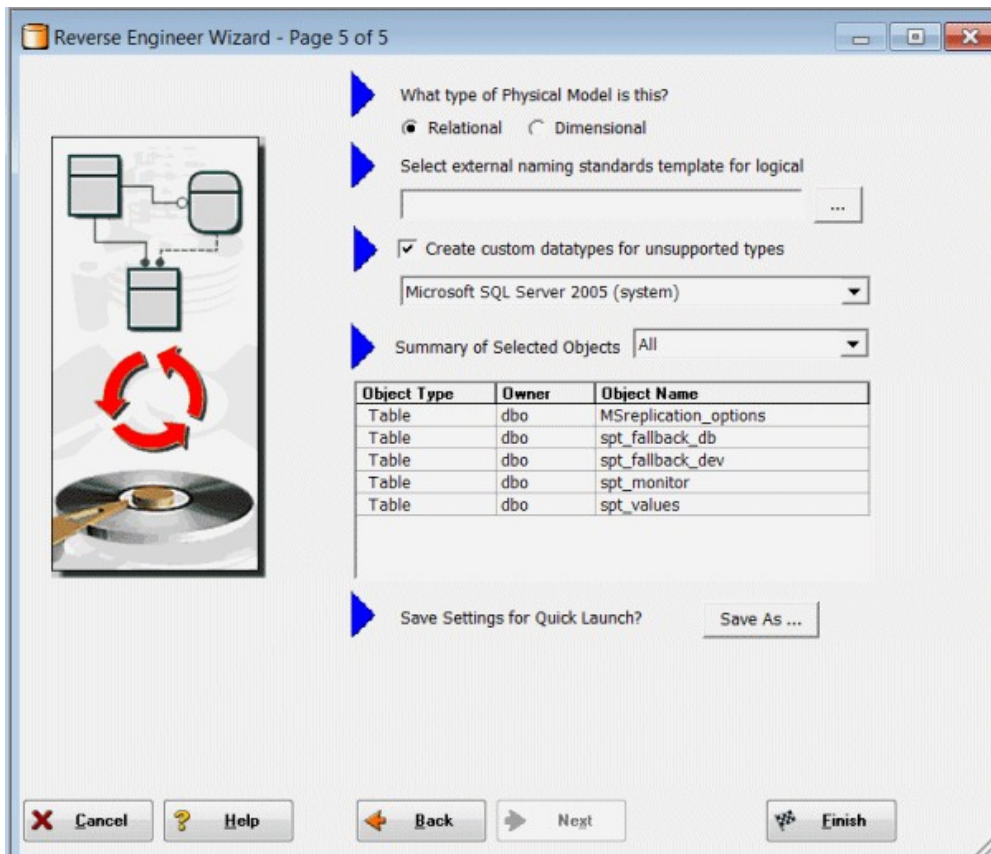 Reverse Engineer Wizard - Page 5 of 5
What type of Physical Model is this?
Relational Dimensional
Select external naming standards template for logical
...
Create custom datatypes for unsupported types
Microsoft SQL Server 2005 (system)
Summary of Selected Objects All
Object Type Owner Object Name
Table dbo MSreplication_options
Table dbo spt_fallback_db
Table dbo spt_fallback_dev
Table dbo spt_monitor
Table dbo spt_values
Save Settings for Quick Launch? Save As ...
Cancel Help Back Next Finish